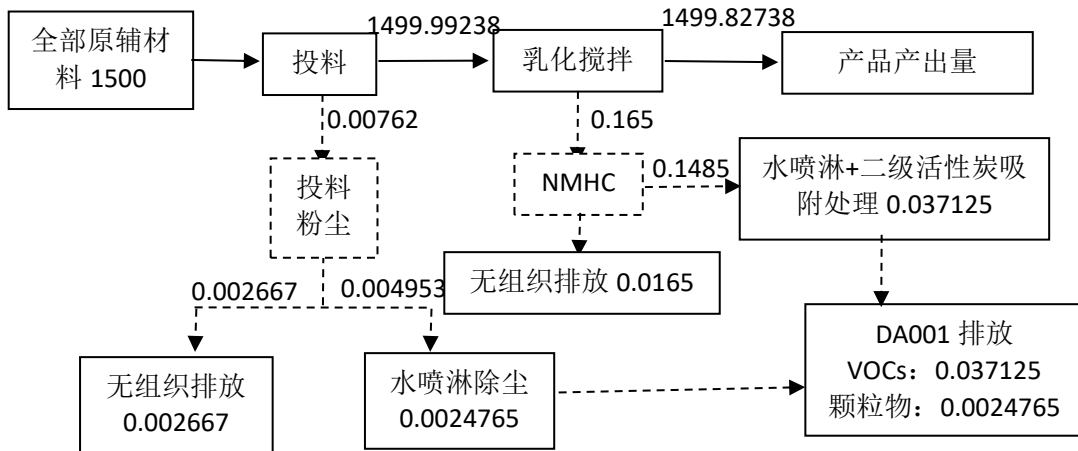 1499.99238
1499.82738
全部原辅材
料 1500
投料
乳化搅拌
产品产出量
0.00762
0.165
投料
粉尘
NMHC
0.1485
水喷淋+二级活性炭吸
附处理 0.037125
无组织排放 0.0165
0.002667
0.004953
无组织排放
0.002667
水喷淋除尘
0.0024765
DA001 排放
VOCs：0.037125
颗粒物：0.0024765